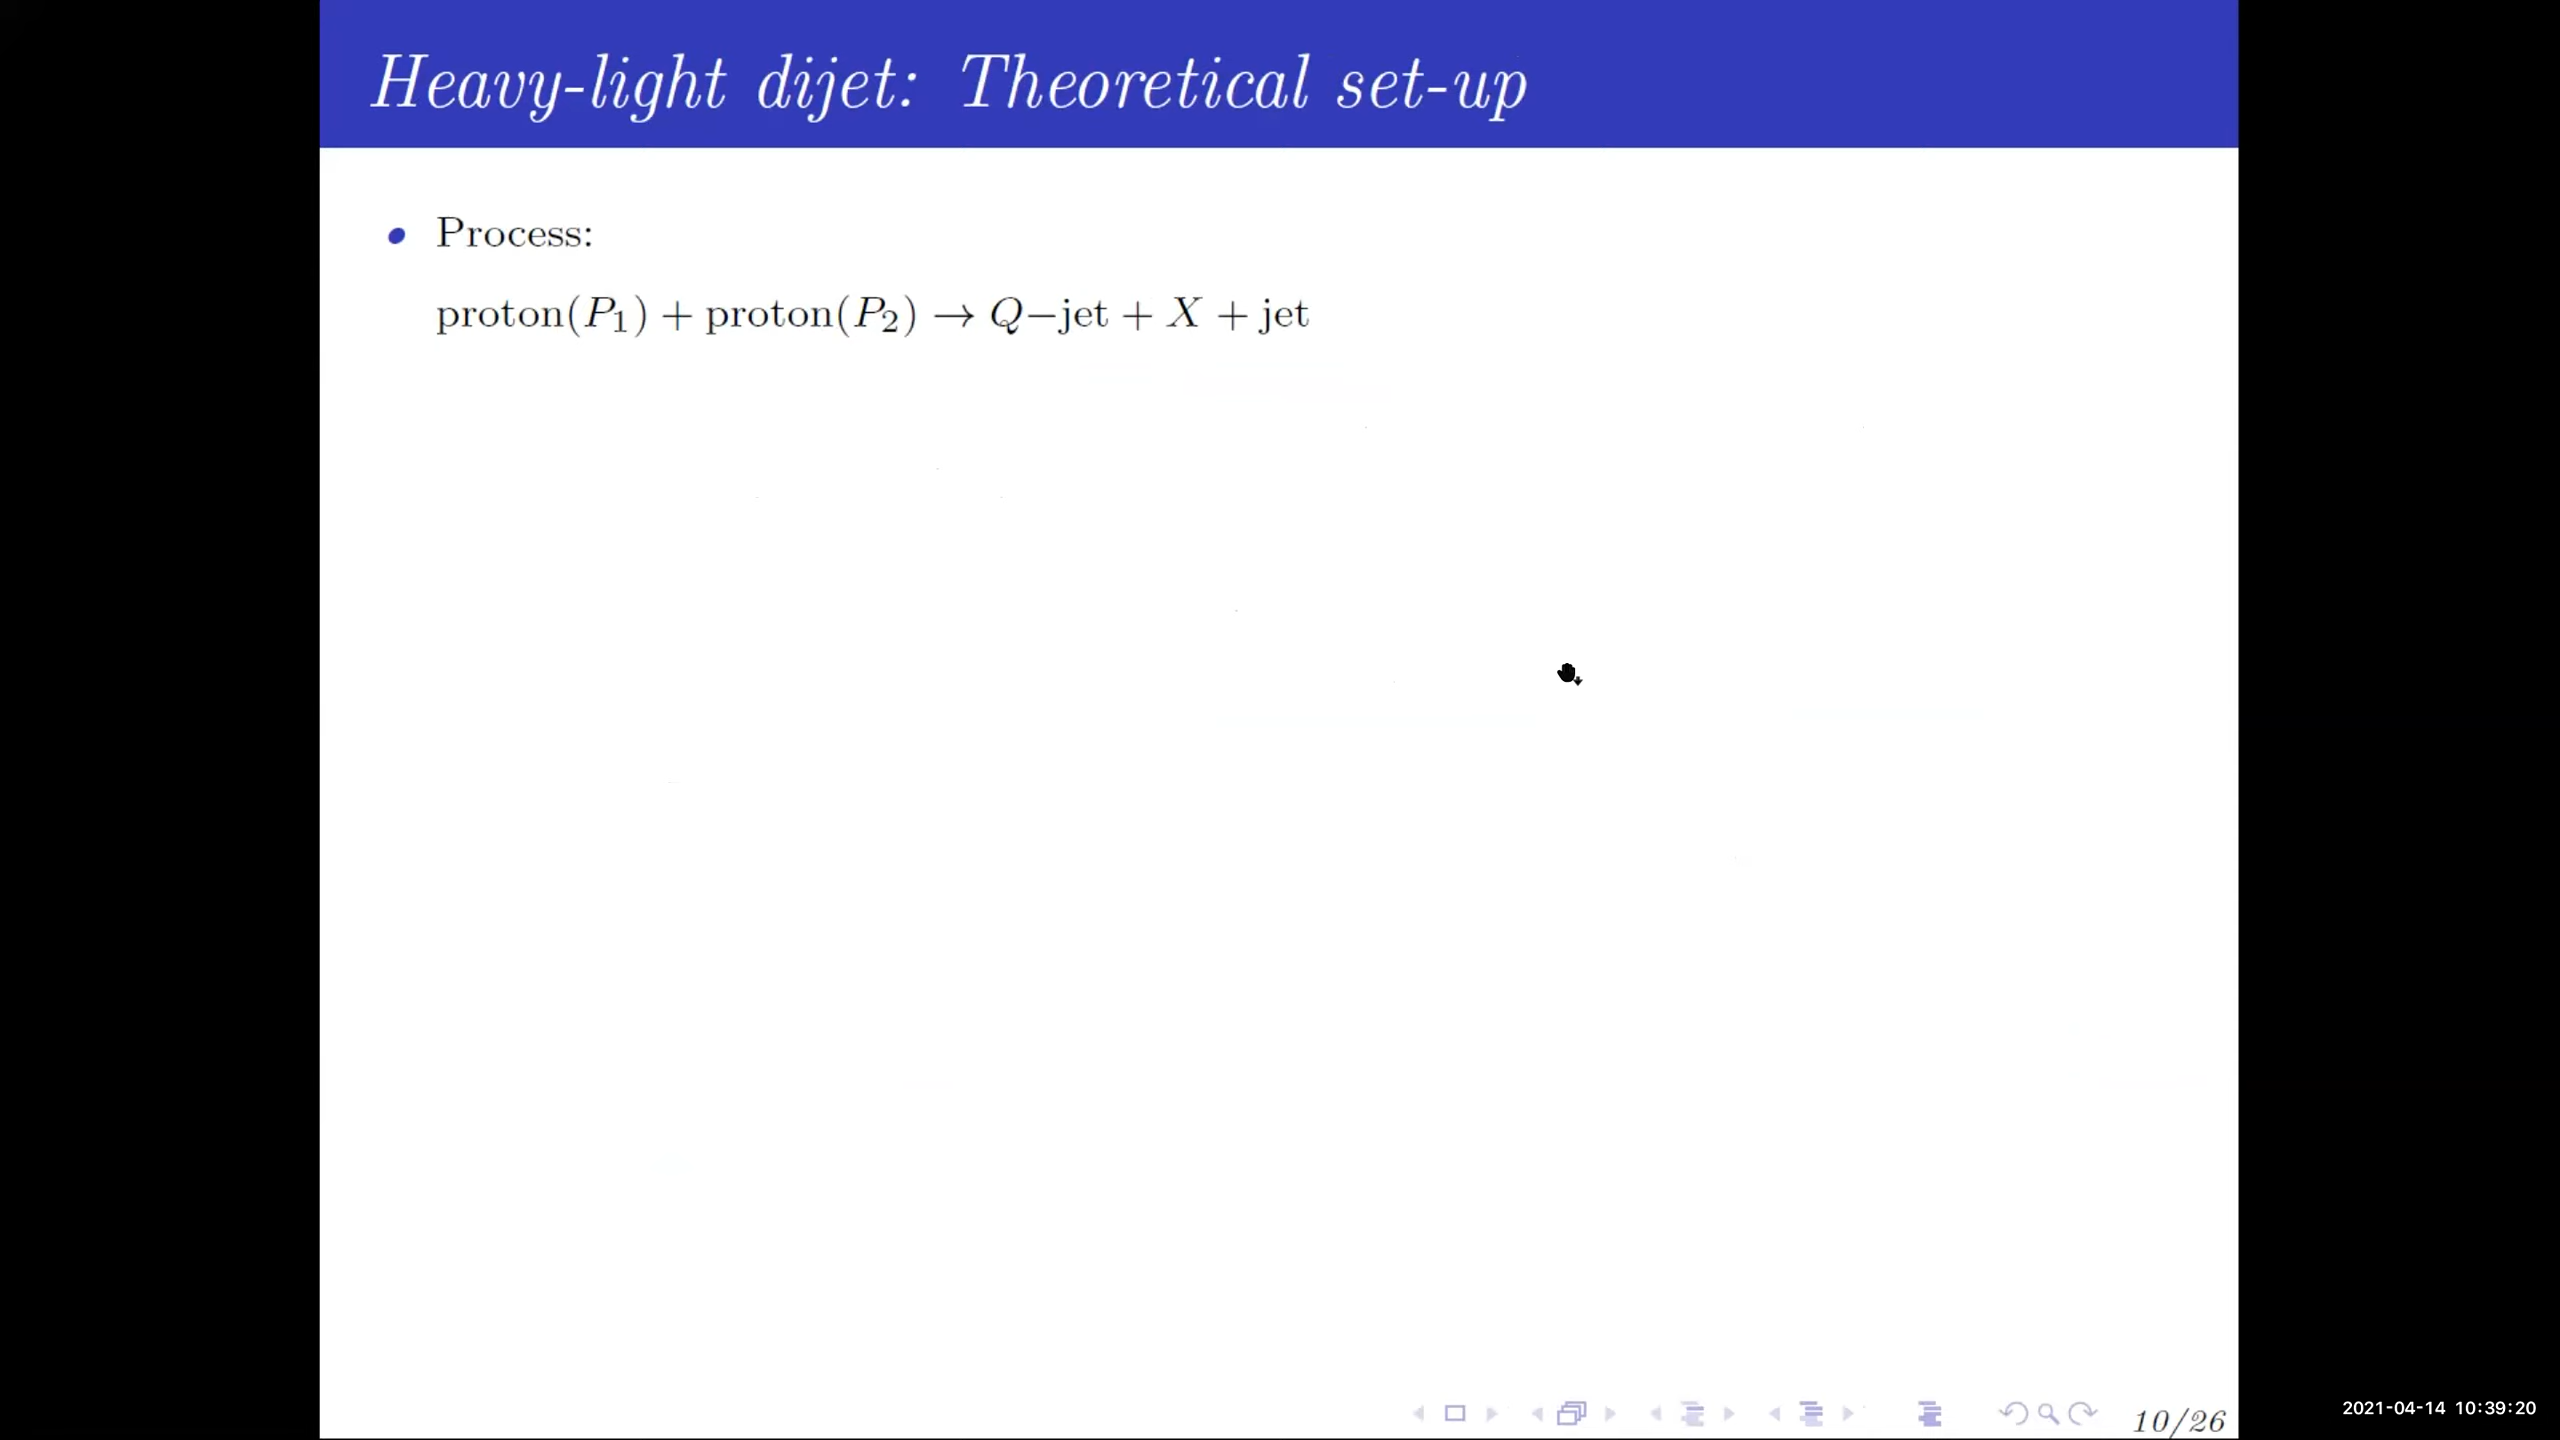 Heavy-light dijet: Theoretical set-up
• Process:
proton(P₁) + proton(P₂) → Q−jet + X + jet
10/26
2021-04-14 10:39:20